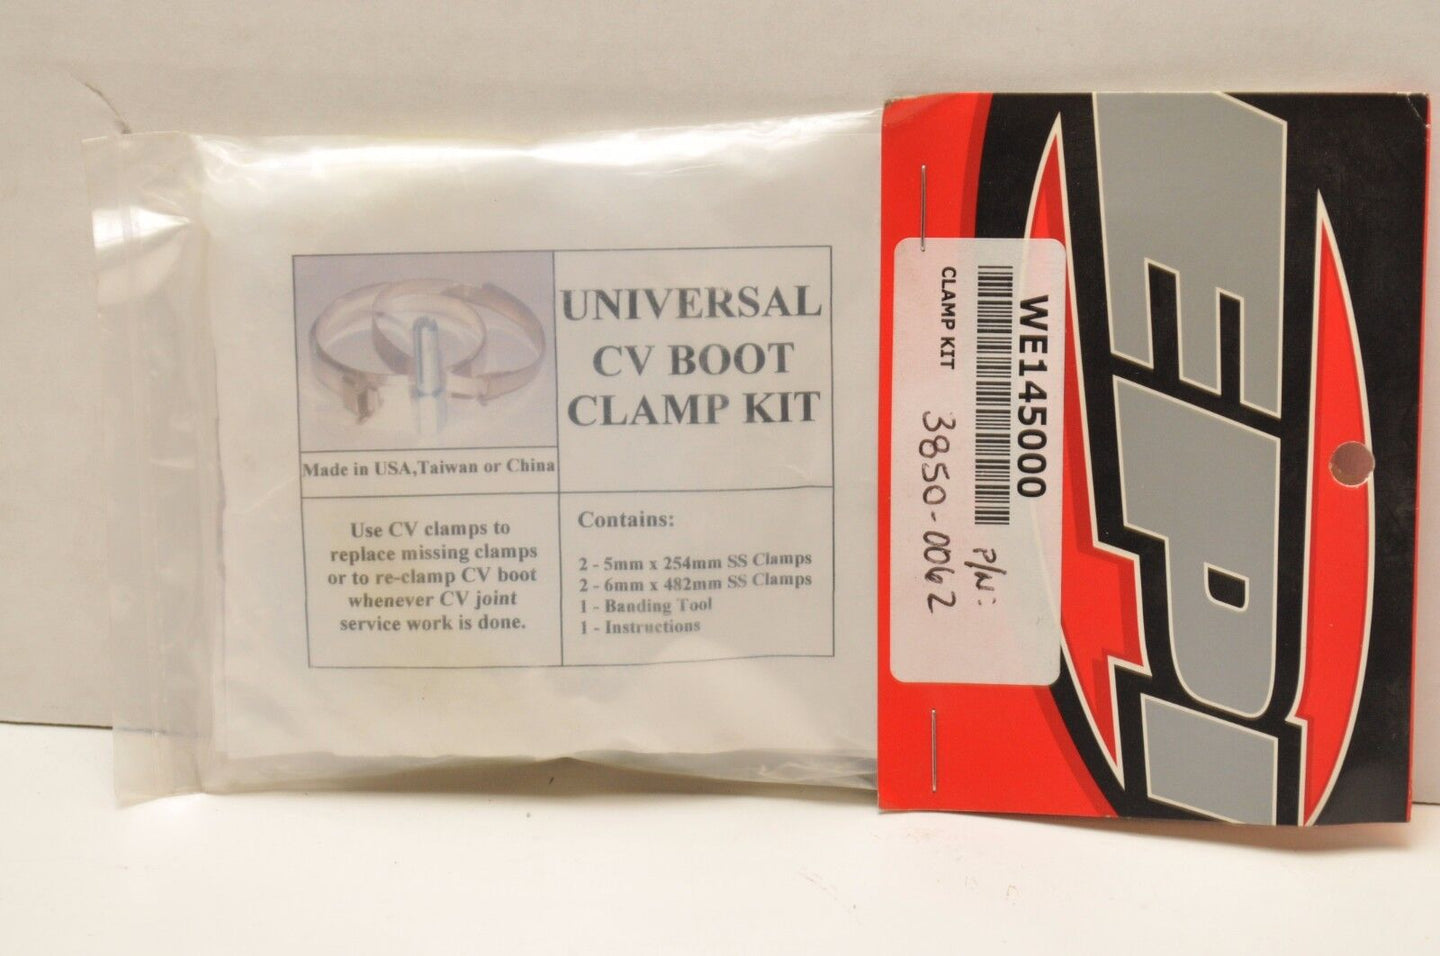 UNIVERSAL
CV BOOT
CLAMP KIT
Made in USA,Taiwan or China
Use CV clamps to
replace missing clamps
or to re-clamp CV boot
whenever CV joint
service work is done.
Contains:
2 - 5mm x 254mm SS Clamps
2 - 6mm x 482mm SS Clamps
1 - Banding Tool
1 - Instructions
EPI
WE145000
CLAMP KIT
P/N:
3850-0062